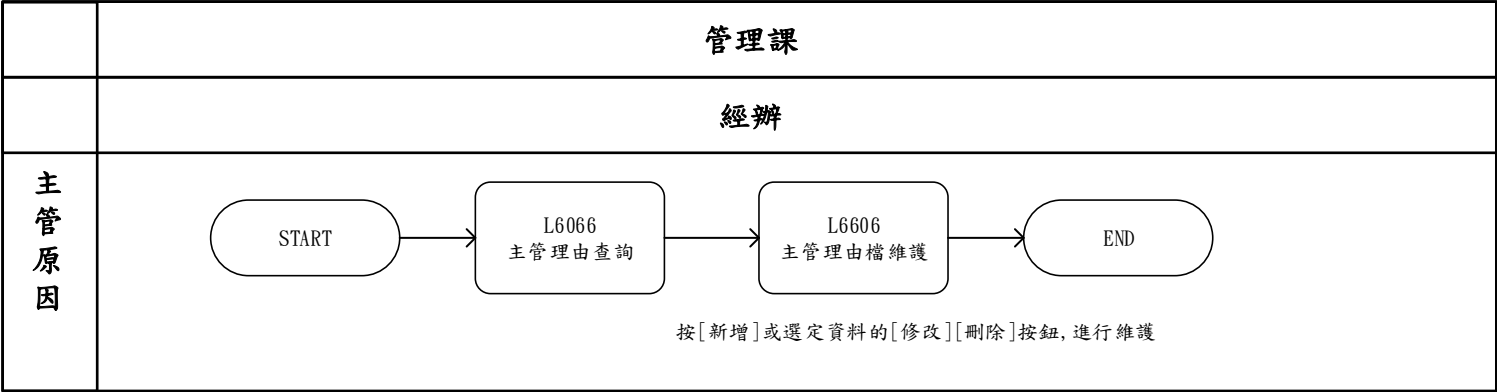 管理課
經辦
主
管
原
因
START
L6066
主管理由查詢
L6606
主管理由檔維護
END
按[新增]或選定資料的[修改][刪除]按鈕,進行維護